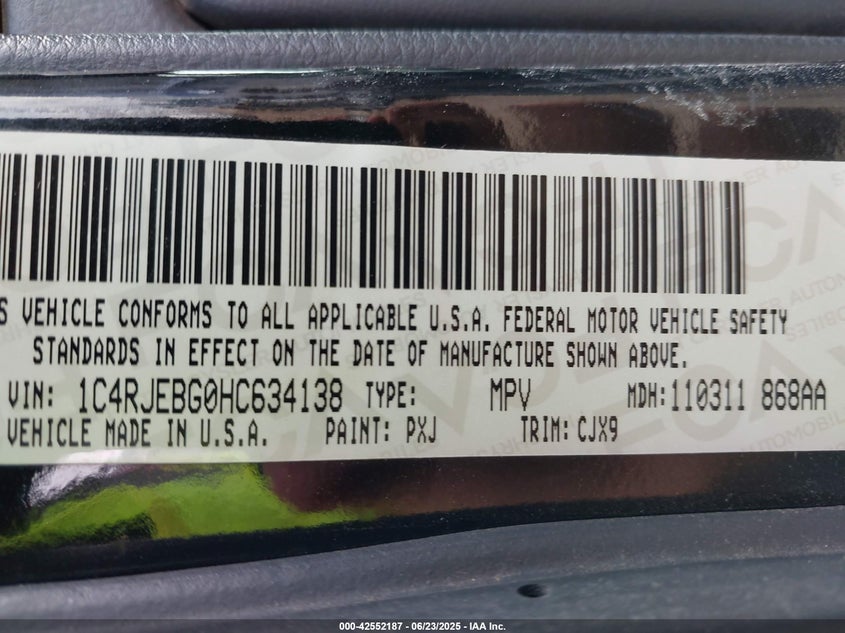 S VEHICLE CONFORMS TO ALL APPLICABLE U.S.A. FEDERAL MOTOR VEHICLE SAFETY
STANDARDS IN EFFECT ON THE DATE OF MANUFACTURE SHOWN ABOVE.
VIN: 1C4RJEBG0HC634138 TYPE: MPV MDH: 110311 868AA
VEHICLE MADE IN U.S.A. PAINT: PXJ TRIM: CJX9
000-42552187 - 06/23/2025 - IAA Inc.